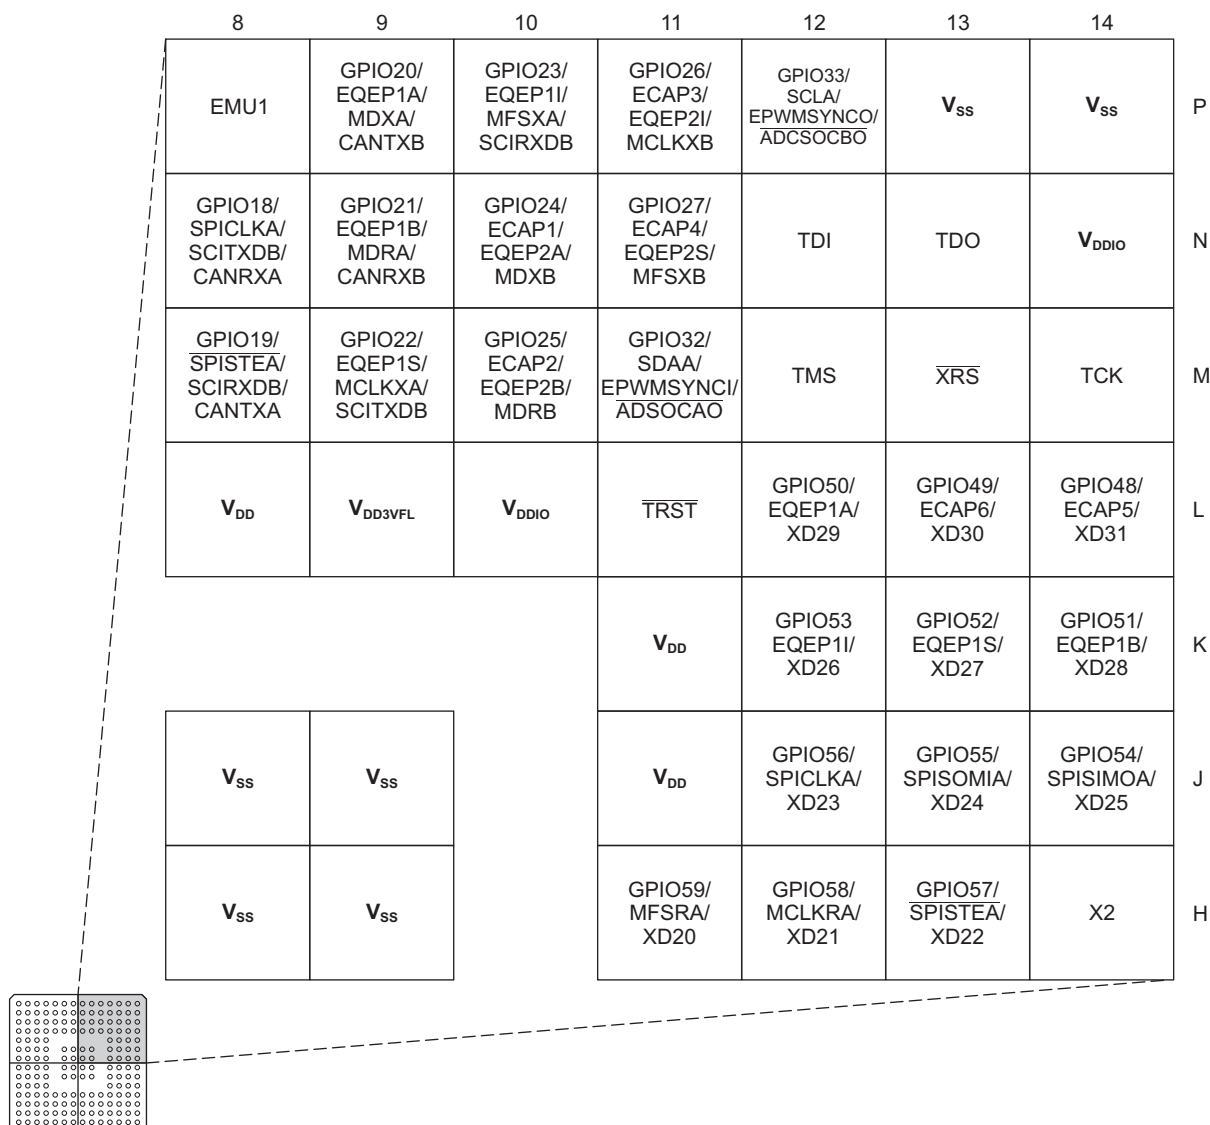 8 9 10 11 12 13 14
EMU1
GPIO20/
EQEP1A/
MDXA/
CANTXB
GPIO23/
EQEP1I/
MFSXA/
SCIRXDB
GPIO26/
ECAP3/
EQEP2I/
MCLKXB
GPIO33/
SCLA/
EPWMSYNCO/
ADCSOCBO
VSS
VSS
P
GPIO18/
SPICLKA/
SCITXDB/
CANRXA
GPIO21/
EQEP1B/
MDRA/
CANRXB
GPIO24/
ECAP1/
EQEP2A/
MDXB
GPIO27/
ECAP4/
EQEP2S/
MFSXB
TDI
TDO
VDDIO
N
GPIO19/
SPISTEA/
SCIRXDB/
CANTXA
GPIO22/
EQEP1S/
MCLKXA/
SCITXDB
GPIO25/
ECAP2/
EQEP2B/
MDRB
GPIO32/
SDAA/
EPWMSYNCI/
ADSOCAO
TMS
XRS
TCK
M
VDD
VDD3VFL
VDDIO
TRST
GPIO50/
EQEP1A/
XD29
GPIO49/
ECAP6/
XD30
GPIO48/
ECAP5/
XD31
L
VDD
GPIO53
EQEP1I/
XD26
GPIO52/
EQEP1S/
XD27
GPIO51/
EQEP1B/
XD28
K
VSS
VSS
VDD
GPIO56/
SPICLKA/
XD23
GPIO55/
SPISOMIA/
XD24
GPIO54/
SPISIMOA/
XD25
J
VSS
VSS
GPIO59/
MFSRA/
XD20
GPIO58/
MCLKRA/
XD21
GPIO57/
SPISTEA/
XD22
X2
H